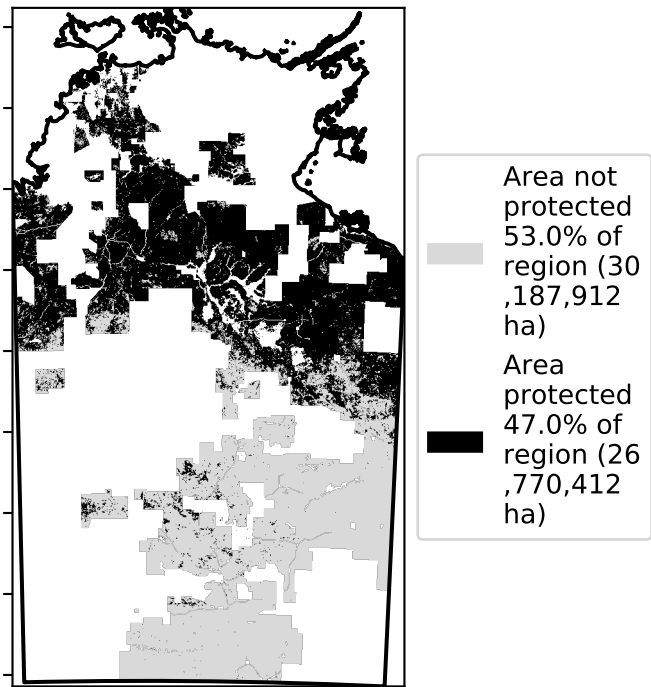 Area not
protected
53.0% of
region (30
,187,912
ha)
Area
protected
47.0% of
region (26
,770,412
ha)